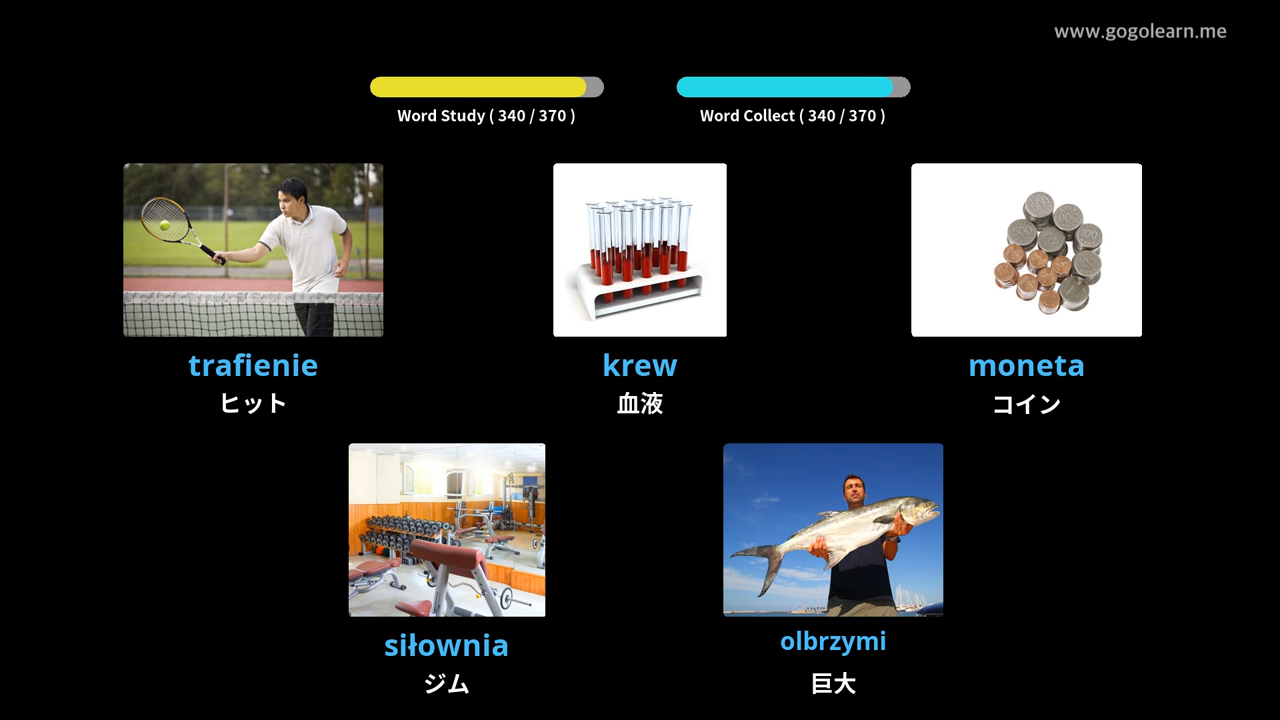 www.gogolearn.me
Word Study ( 340 / 370 )
Word Collect ( 340 / 370 )
trafienie
ヒット
krew
血液
moneta
コイン
siłownia
ジム
olbrzymi
巨大